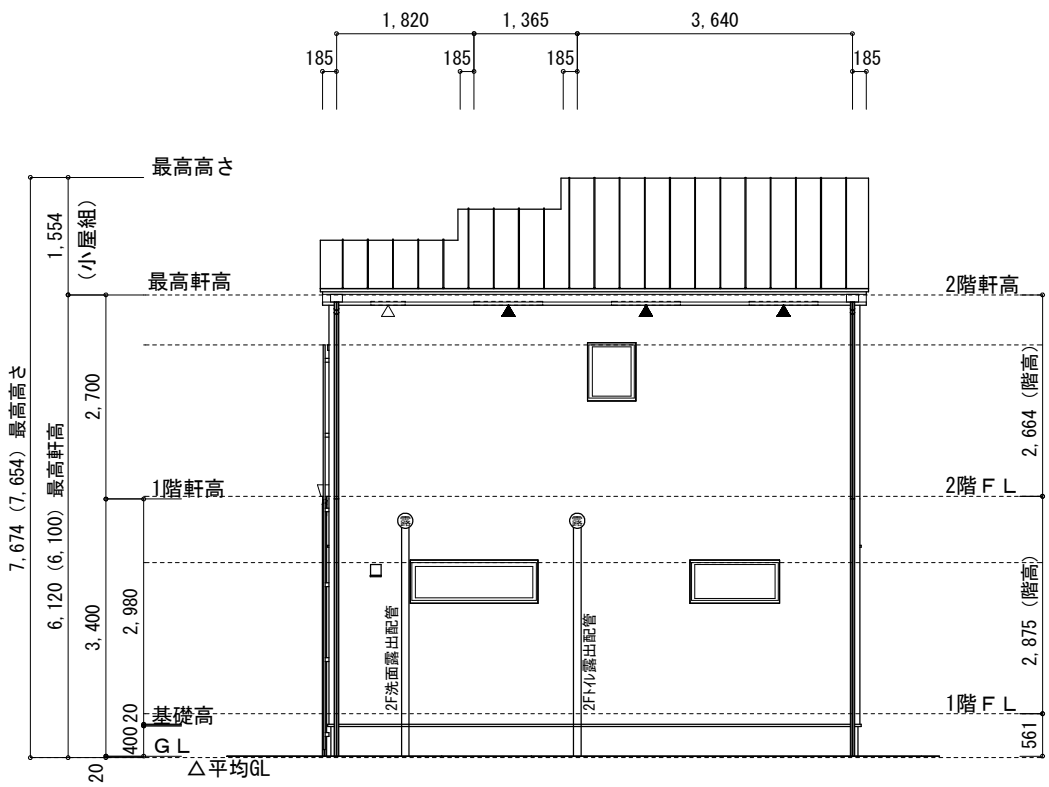 1,820
1,365
3,640
185
185
185
185
最高高さ
1,554
(小屋組)
最高軒高
2階軒高
7,674 (7,654) 最高高さ
6,120 (6,100) 最高軒高
2,700
2,664 (階高)
1階軒高
2階ＦＬ
露
露
3,400
2,980
2F洗面露出配管
2Fﾄｲﾚ露出配管
2,875 (階高)
基礎高
20
400
1階ＦＬ
ＧＬ
561
20
△平均GL